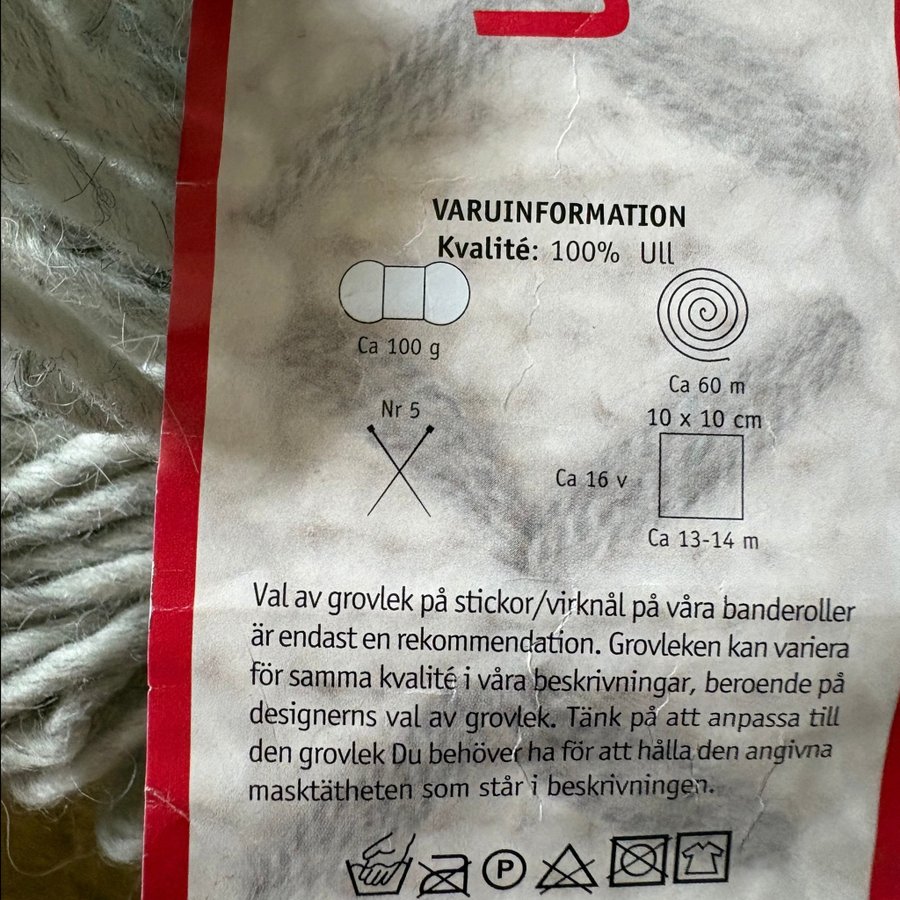 VARUINFORMATION
Kvalité: 100% Ull
Ca 100 g
Ca 60 m
Nr 5
10 x 10 cm
Ca 16 v
Ca 13-14 m
Val av grovlek på stickor/virknål på våra banderoller
är endast en rekommendation. Grovleken kan variera
för samma kvalité i våra beskrivningar, beroende på
designerns val av grovlek. Tänk på att anpassa till
den grovlek Du behöver ha för att hålla den angivna
masktätheten som står i beskrivningen.
P